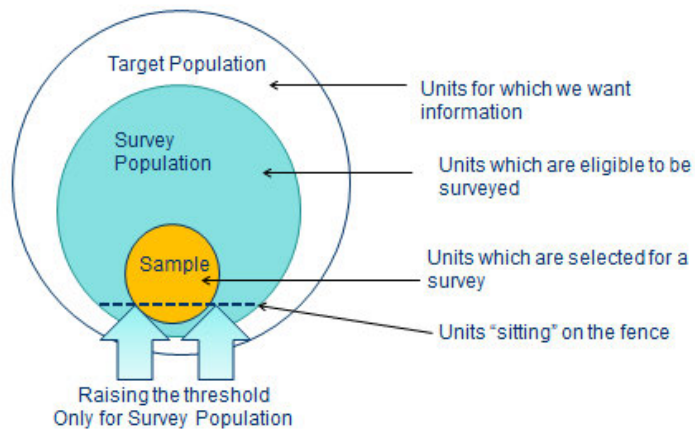 Target Population
Units for which we want
information
Survey
Population
Units which are eligible to be
surveyed
Sample
Units which are selected for a
survey
Units “sitting” on the fence
Raising the threshold
Only for Survey Population